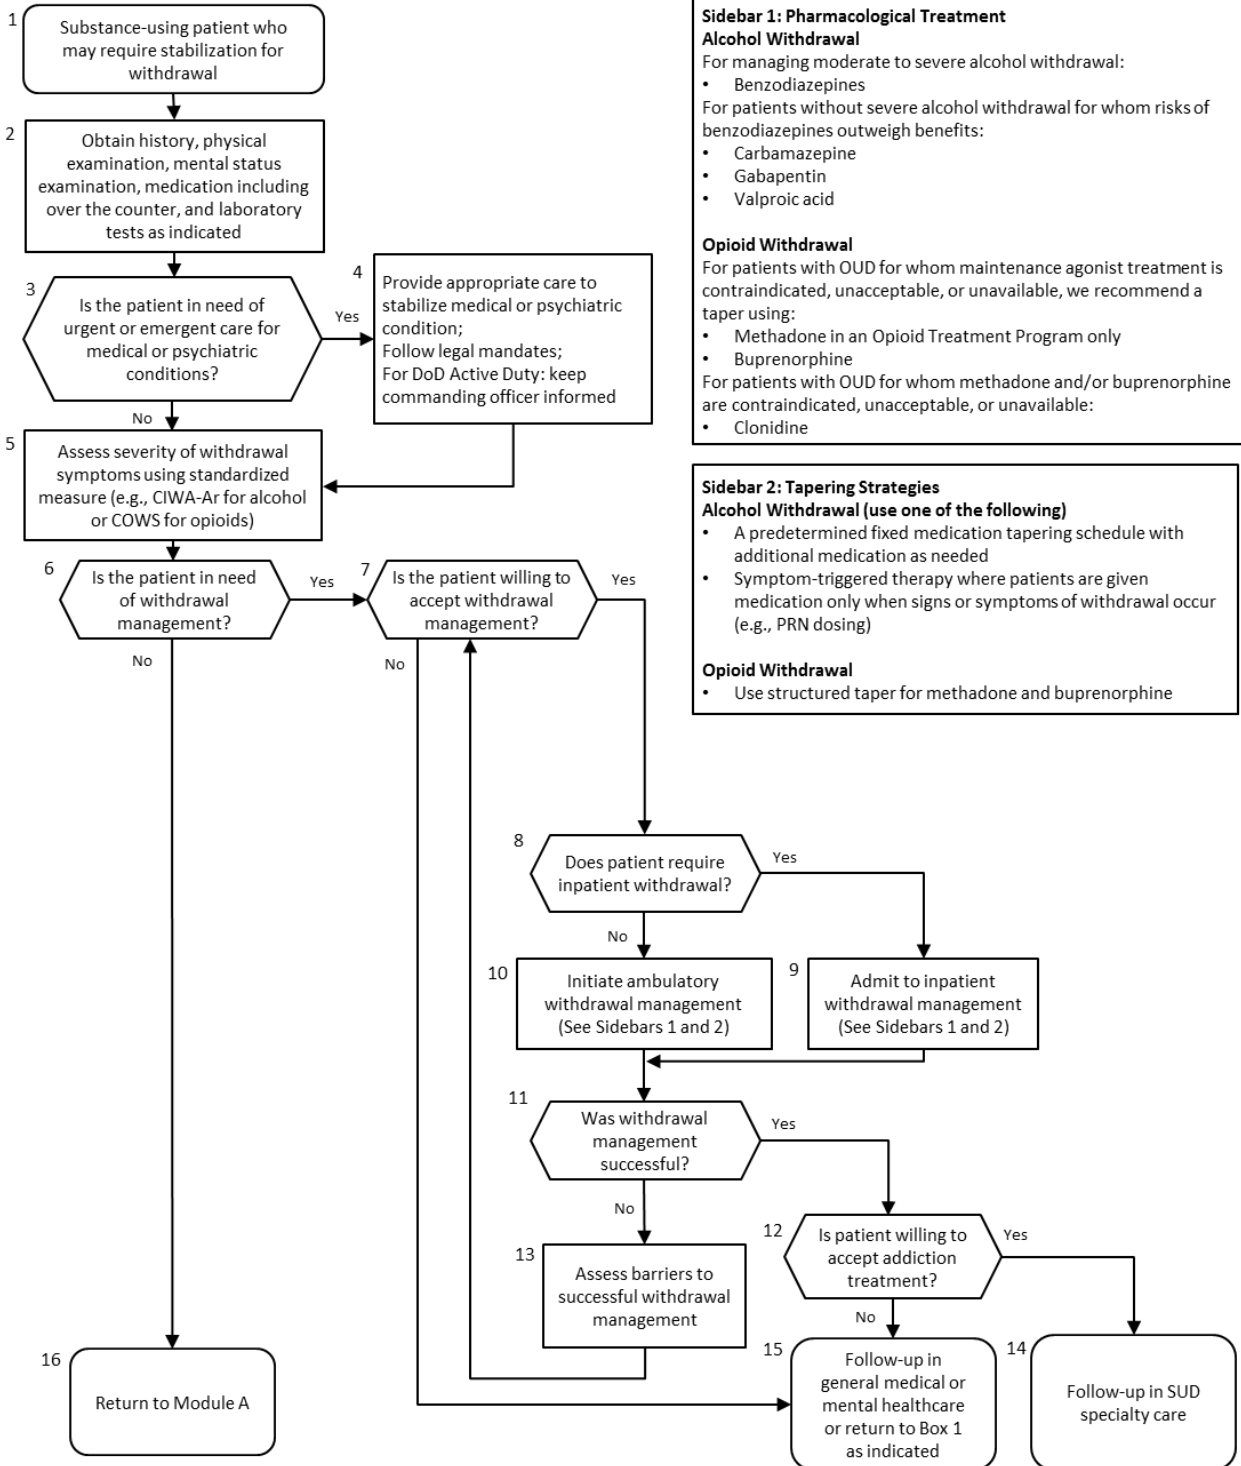 1
Substance-using patient who
may require stabilization for
withdrawal
2
Obtain history, physical
examination, mental status
examination, medication including
over the counter, and laboratory
tests as indicated
3
Is the patient in need of
urgent or emergent care for
medical or psychiatric
conditions?
Yes
No
4
Provide appropriate care to
stabilize medical or psychiatric
condition;
Follow legal mandates;
For DoD Active Duty: keep
commanding officer informed
5
Assess severity of withdrawal
symptoms using standardized
measure (e.g., CIWA-Ar for alcohol
or COWS for opioids)
6
Is the patient in need
of withdrawal
management?
Yes
No
7
Is the patient willing to
accept withdrawal
management?
Yes
No
8
Does patient require
inpatient withdrawal?
Yes
No
10
Initiate ambulatory
withdrawal management
(See Sidebars 1 and 2)
9
Admit to inpatient
withdrawal management
(See Sidebars 1 and 2)
11
Was withdrawal
management
successful?
Yes
No
12
Is patient willing to
accept addiction
treatment?
Yes
No
13
Assess barriers to
successful withdrawal
management
16
Return to Module A
15
Follow-up in
general medical or
mental healthcare
or return to Box 1
as indicated
14
Follow-up in SUD
specialty care
Sidebar 1: Pharmacological Treatment
Alcohol Withdrawal
For managing moderate to severe alcohol withdrawal:
• Benzodiazepines
For patients without severe alcohol withdrawal for whom risks of
benzodiazepines outweigh benefits:
• Carbamazepine
• Gabapentin
• Valproic acid
Opioid Withdrawal
For patients with OUD for whom maintenance agonist treatment is
contraindicated, unacceptable, or unavailable, we recommend a
taper using:
• Methadone in an Opioid Treatment Program only
• Buprenorphine
For patients with OUD for whom methadone and/or buprenorphine
are contraindicated, unacceptable, or unavailable:
• Clonidine
Sidebar 2: Tapering Strategies
Alcohol Withdrawal (use one of the following)
• A predetermined fixed medication tapering schedule with
additional medication as needed
• Symptom-triggered therapy where patients are given
medication only when signs or symptoms of withdrawal occur
(e.g., PRN dosing)
Opioid Withdrawal
• Use structured taper for methadone and buprenorphine